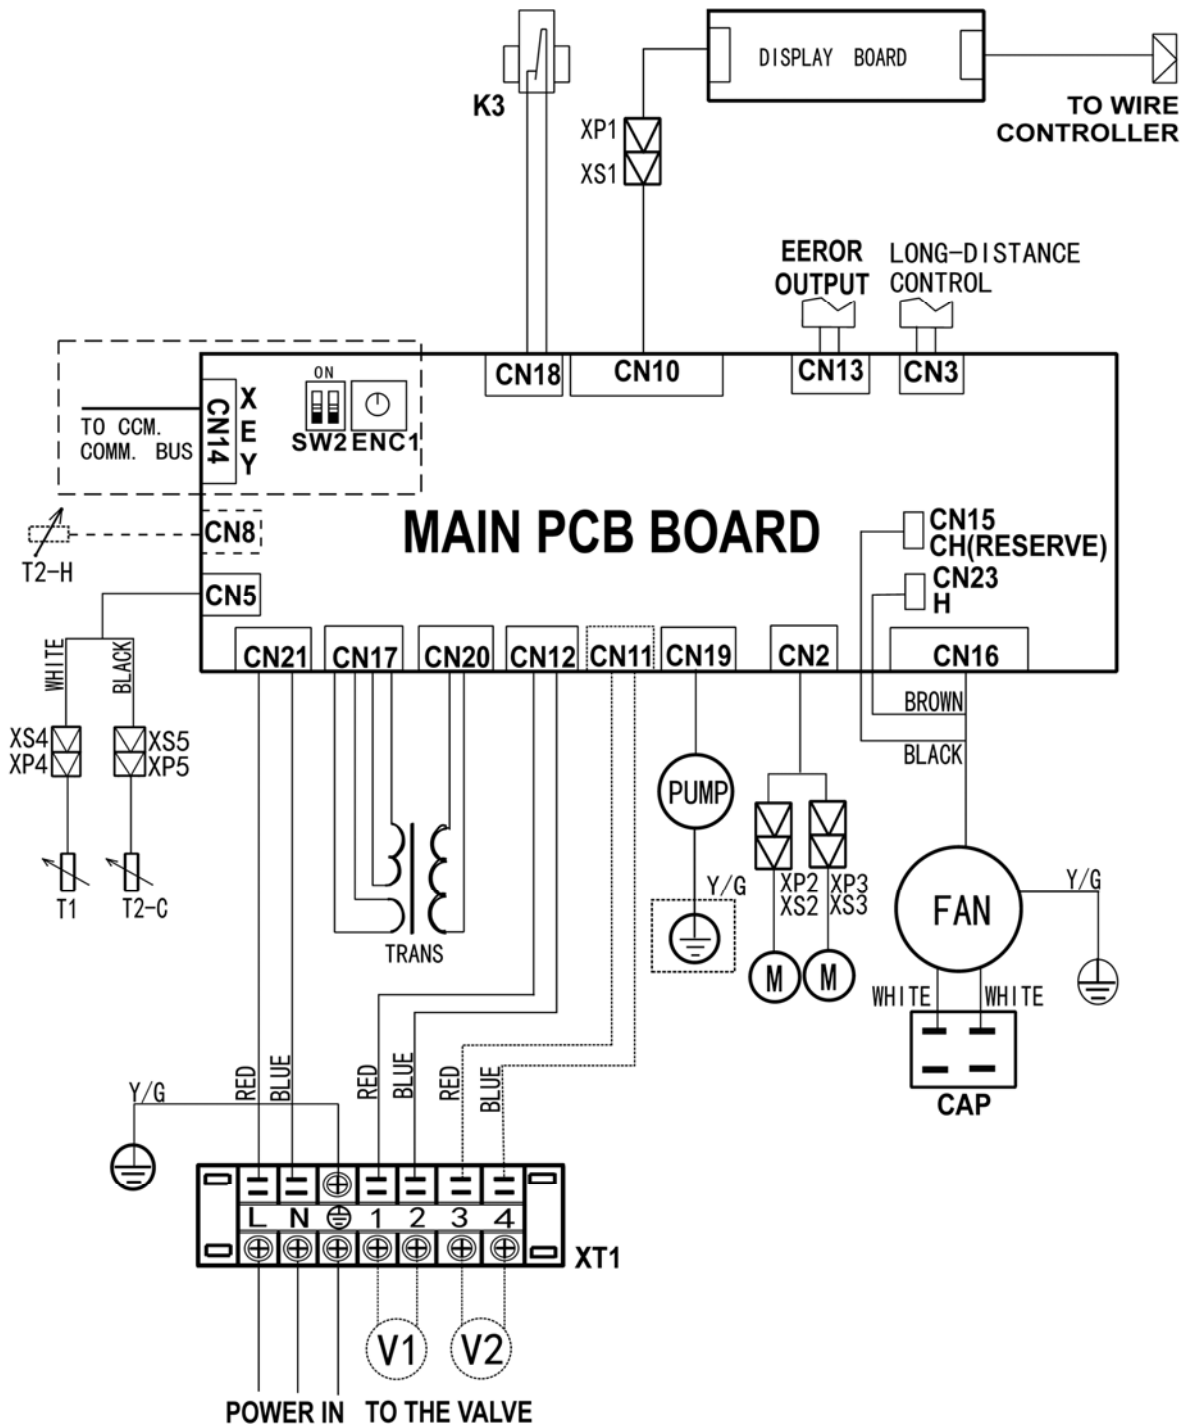 DISPLAY BOARD
K3
TO WIRE
CONTROLLER
XP1
XS1
EEROR
OUTPUT
LONG-DISTANCE
CONTROL
CN18
CN10
CN13
CN3
ON
SW2
ENC1
CN14
X
E
Y
TO CCM.
COMM. BUS
CN8
T2-H
CN5
MAIN PCB BOARD
CN15
CH(RESERVE)
CN23
H
CN21
CN17
CN20
CN12
CN11
CN19
CN2
CN16
WHITE
BLACK
BROWN
BLACK
XS4
XP4
XS5
XP5
T1
T2-C
TRANS
PUMP
Y/G
XP2
XS2
XP3
XS3
M
M
FAN
Y/G
WHITE
WHITE
CAP
Y/G
RED
BLUE
RED
BLUE
RED
BLUE
L N 1 2 3 4
XT1
V1
V2
POWER IN
TO THE VALVE